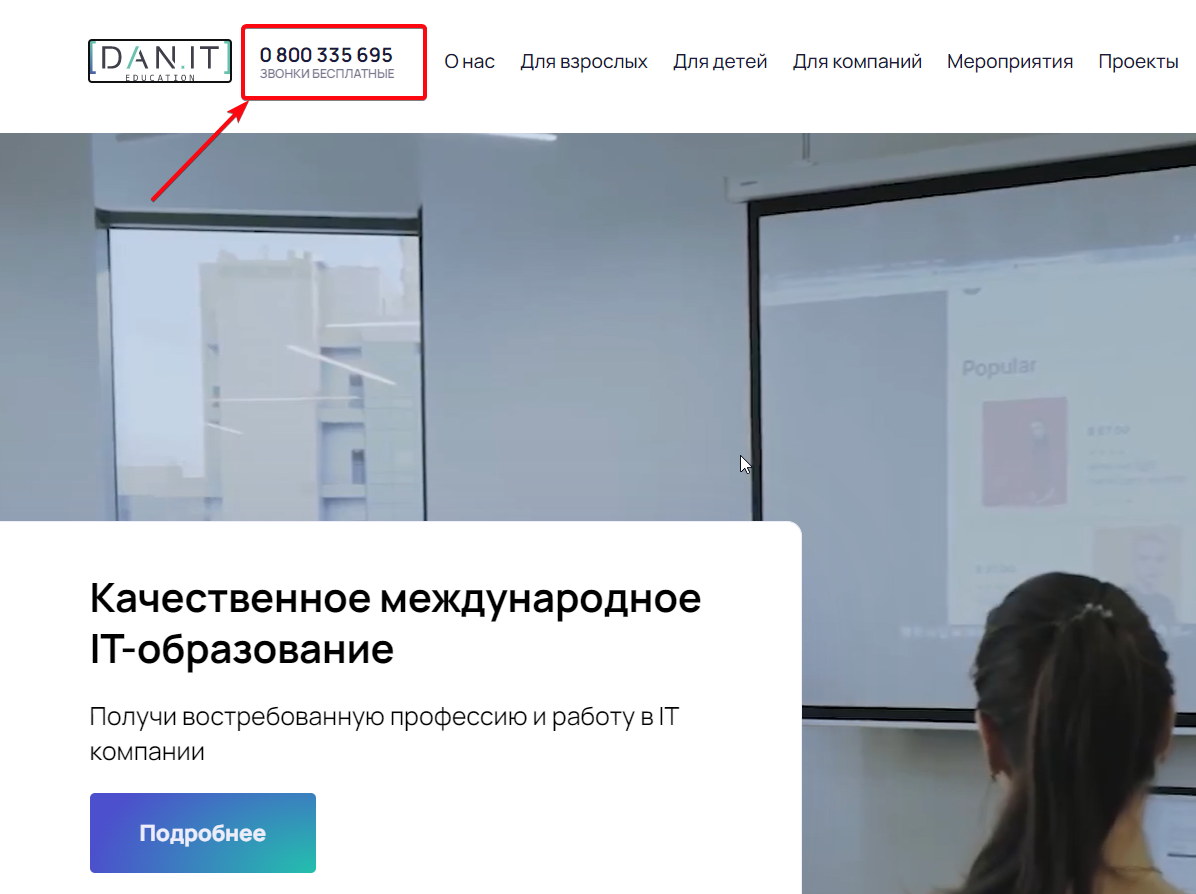 [DAN.IT]
EDUCATION
0 800 335 695
ЗВОНКИ БЕСПЛАТНЫЕ
О нас
Для взрослых
Для детей
Для компаний
Мероприятия
Проекты
Popular
Качественное международное
IT-образование
Получи востребованную профессию и работу в IT
компании
Подробнее